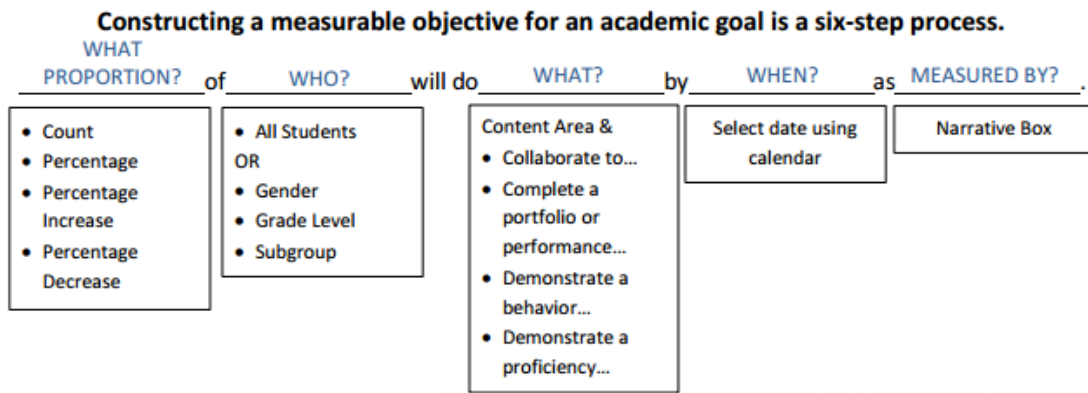 Constructing a measurable objective for an academic goal is a six-step process.
WHAT
PROPORTION? of WHO? will do WHAT? by WHEN? as MEASURED BY? .
• Count
• Percentage
• Percentage
Increase
• Percentage
Decrease
• All Students
OR
• Gender
• Grade Level
• Subgroup
Content Area &
• Collaborate to...
• Complete a
portfolio or
performance...
• Demonstrate a
behavior...
• Demonstrate a
proficiency...
Select date using
calendar
Narrative Box